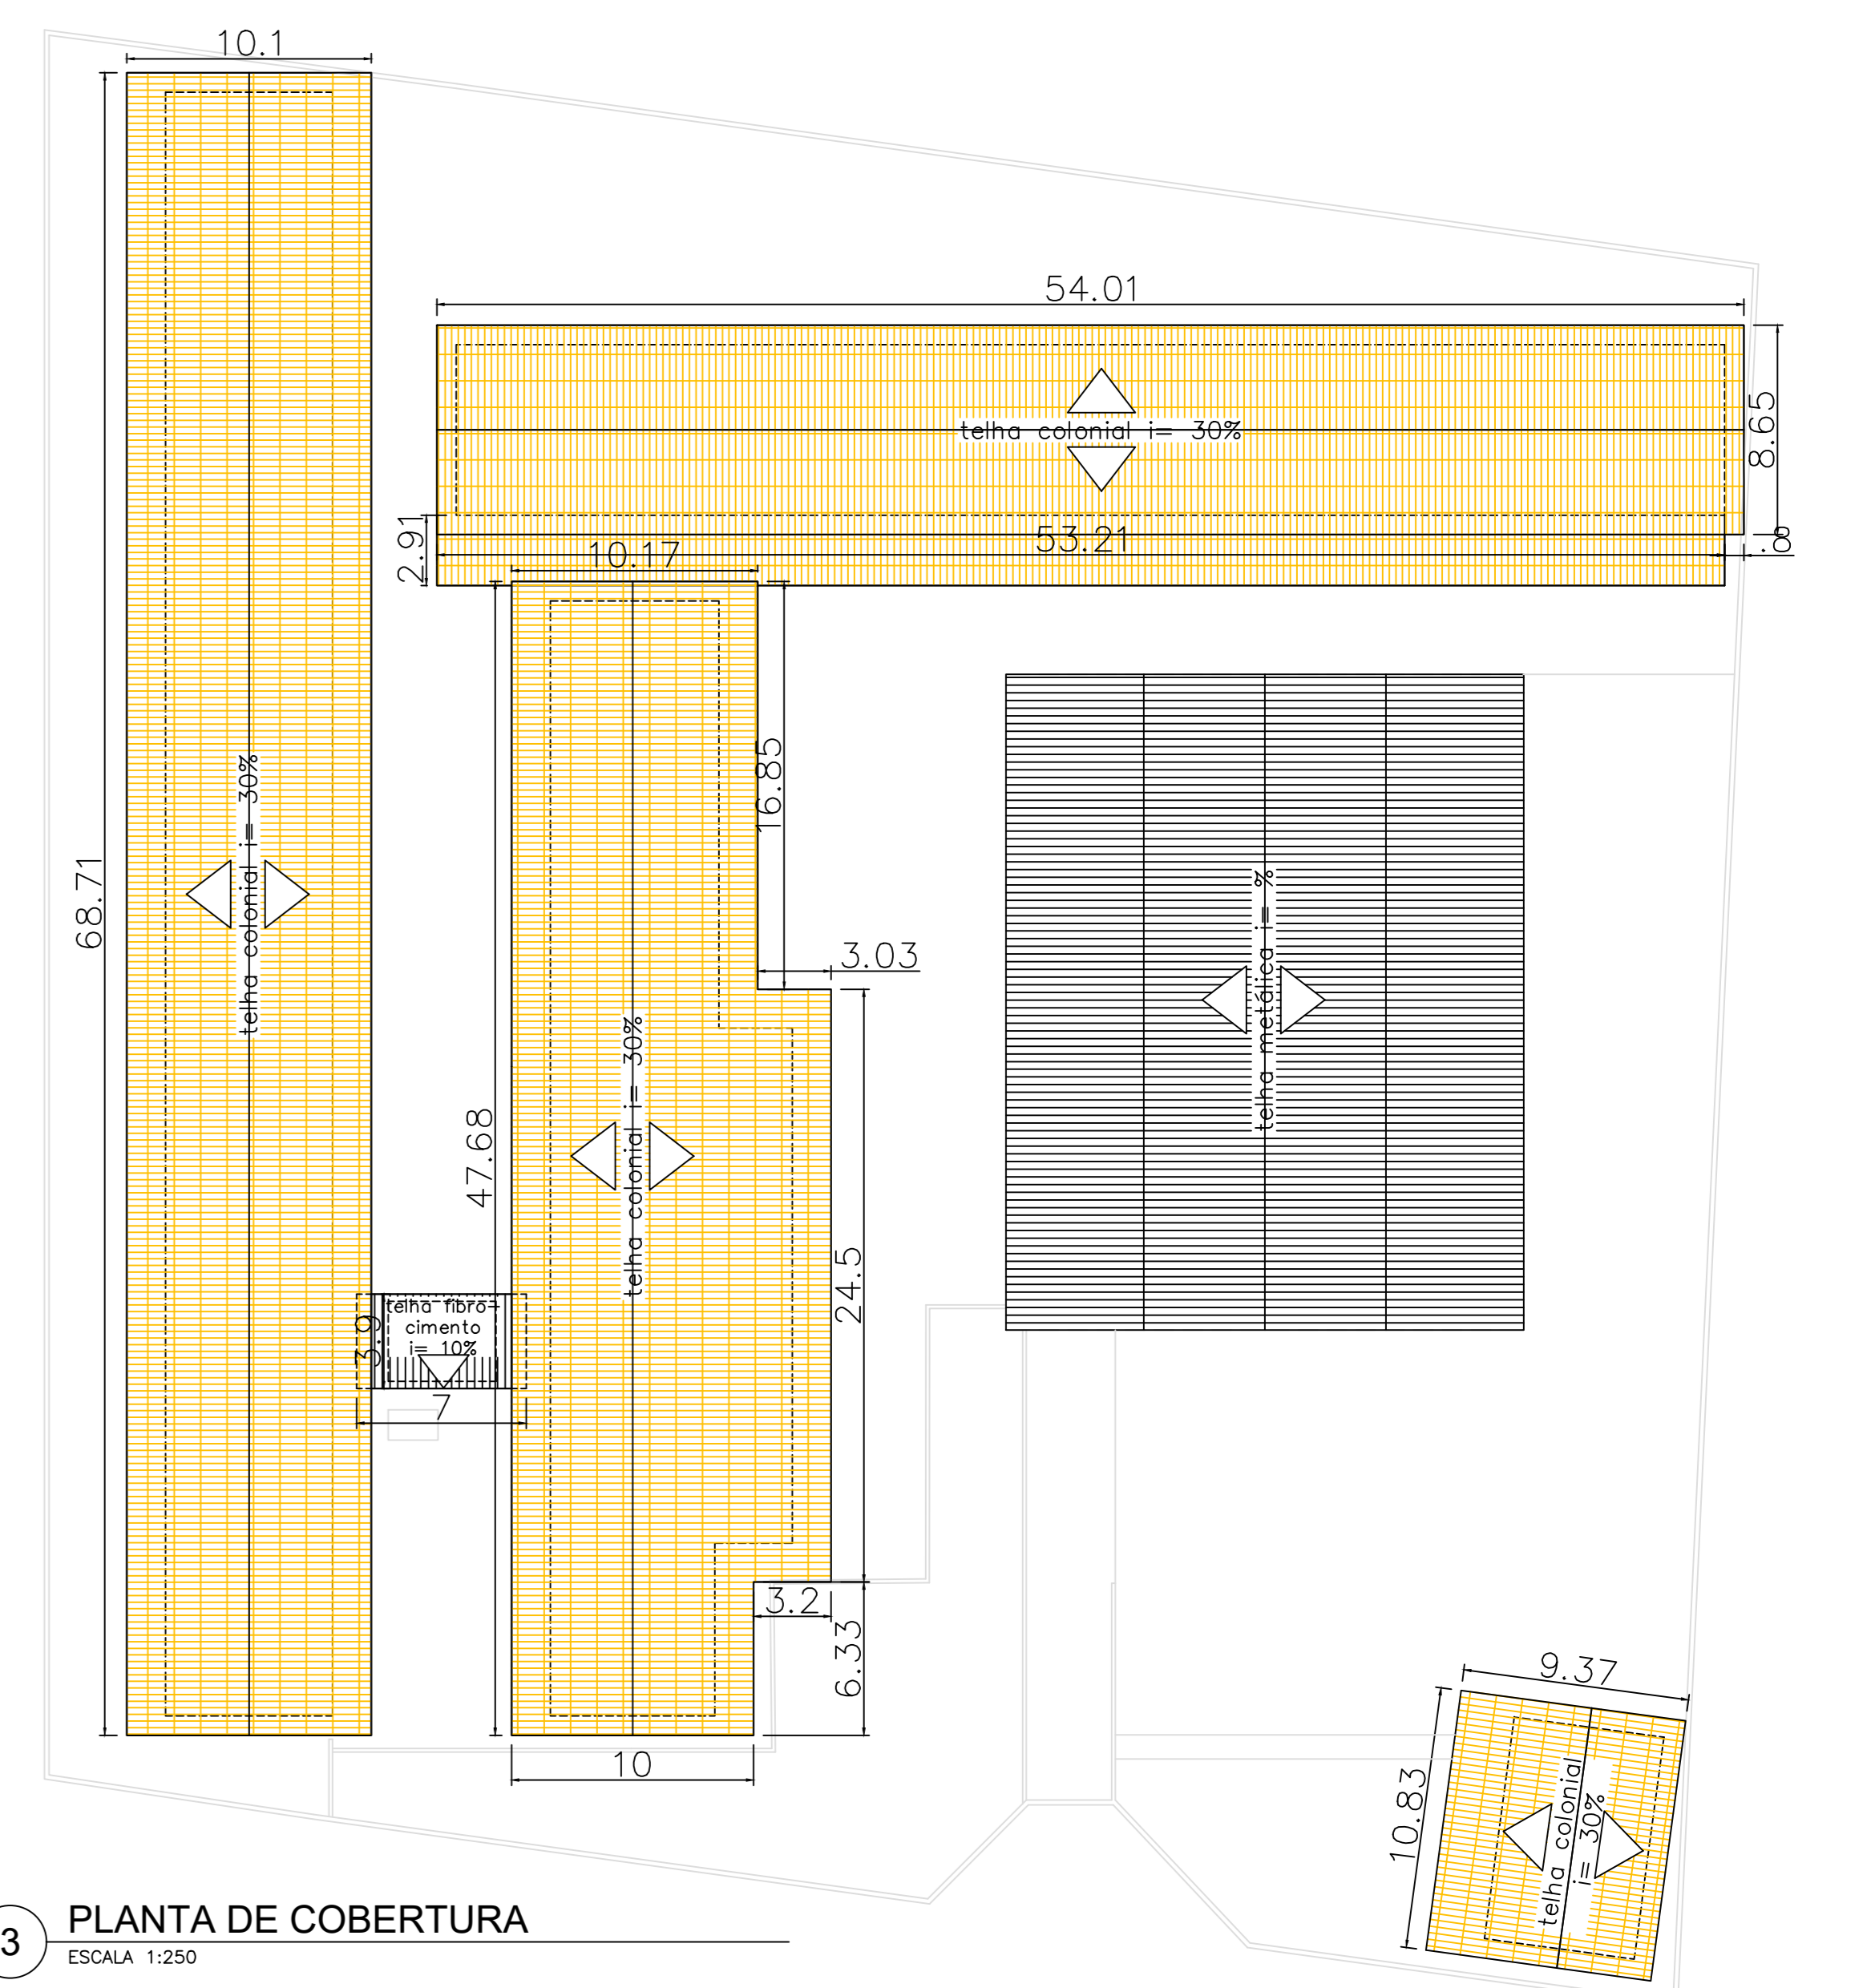 10.1
68.71
telha colonial i= 30%
54.01
8.65
telha colonial i= 30%
2.91
53.21
.8
10.17
16.85
3.03
47.68
telha colonial i= 30%
24.5
telha metálica i= %
3.9
telha fibro-
cimento
i= 10%
7
3.2
6.33
10
9.37
10.83
telha colonial
i= 30%
3
PLANTA DE COBERTURA
ESCALA 1:250